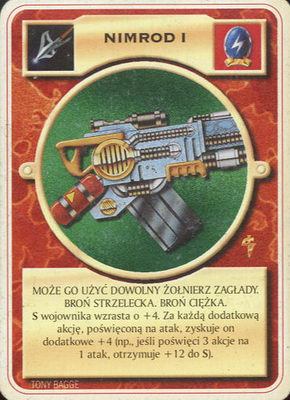 NIMROD I
MOŻE GO UŻYĆ DOWOLNY ŻOŁNIERZ ZAGŁADY.
BROŃ STRZELECKA. BROŃ CIĘŻKA.
S wojownika wzrasta o +4. Za każdą dodatkową
akcję, poświęconą na atak, zyskuje on
dodatkowe +4 (np., jeśli poświęci 3 akcje na
1 atak, otrzymuje +12 do S).
TONY BAGGE